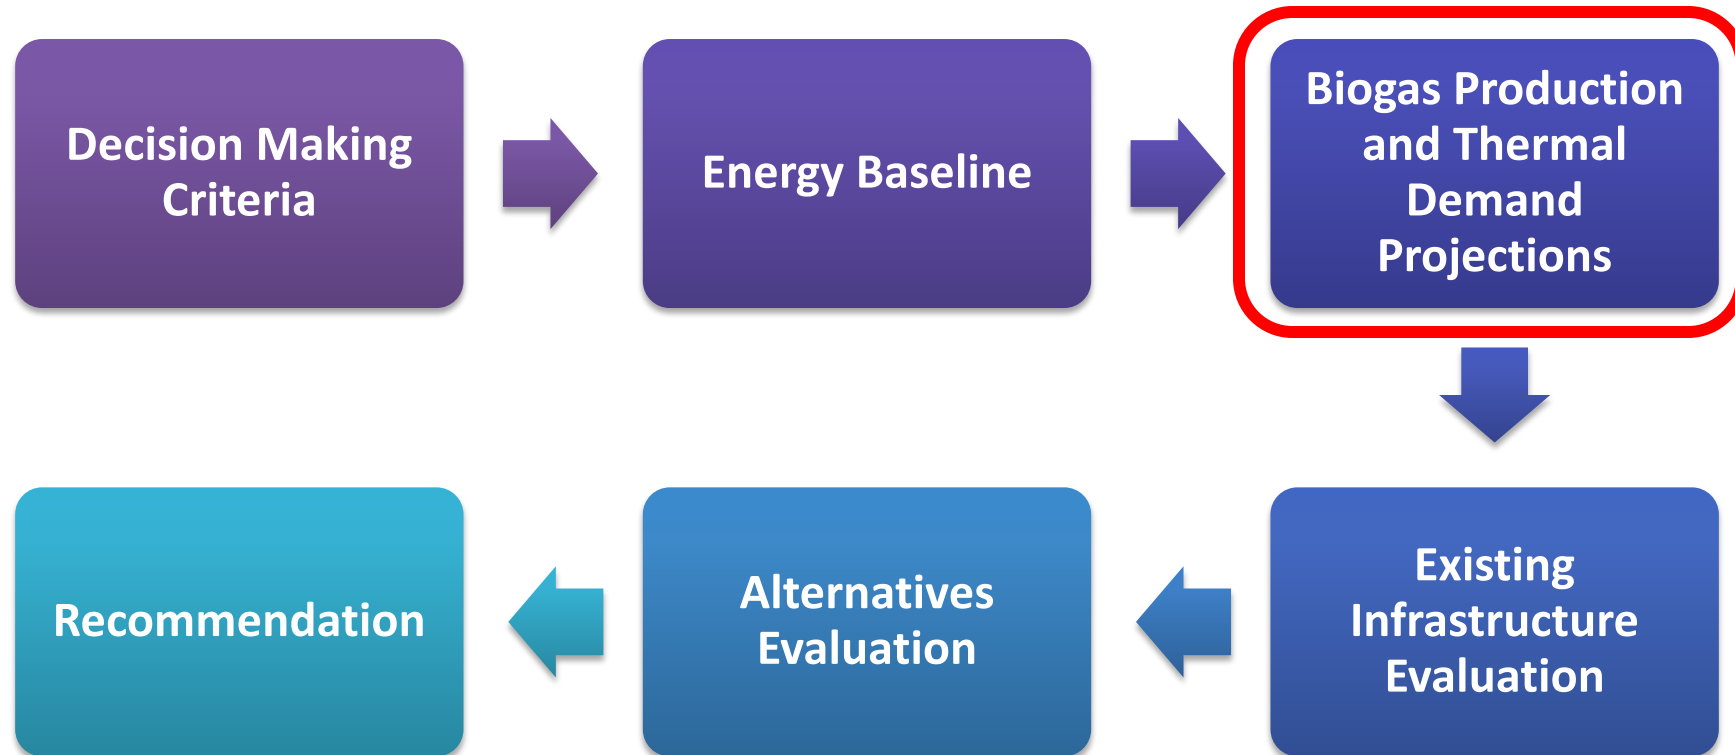 Decision Making
Criteria
Energy Baseline
Biogas Production
and Thermal
Demand
Projections
Existing
Infrastructure
Evaluation
Alternatives
Evaluation
Recommendation